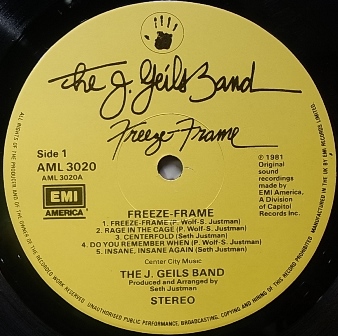 The J. Geils Band
Freeze-Frame
Side 1
AML 3020
AML 3020A
EMI
AMERICA
℗ 1981
Original
sound
recordings
made by
EMI America,
A Division
of Capitol
Records Inc.
FREEZE-FRAME
1. FREEZE-FRAME (P. Wolf-S. Justman)
2. RAGE IN THE CAGE (P. Wolf-S. Justman)
3. CENTERFOLD (Seth Justman)
4. DO YOU REMEMBER WHEN (P. Wolf-S. Justman)
5. INSANE, INSANE AGAIN (Seth Justman)
Center City Music
THE J. GEILS BAND
Produced and Arranged by
Seth Justman
STEREO
ALL RIGHTS OF THE PRODUCER AND OF THE OWNER OF THE RECORDED WORK RESERVED. UNAUTHORISED PUBLIC PERFORMANCE, BROADCASTING, COPYING AND HIRING OF THIS RECORD PROHIBITED.
MANUFACTURED IN THE UK BY EMI RECORDS LIMITED.